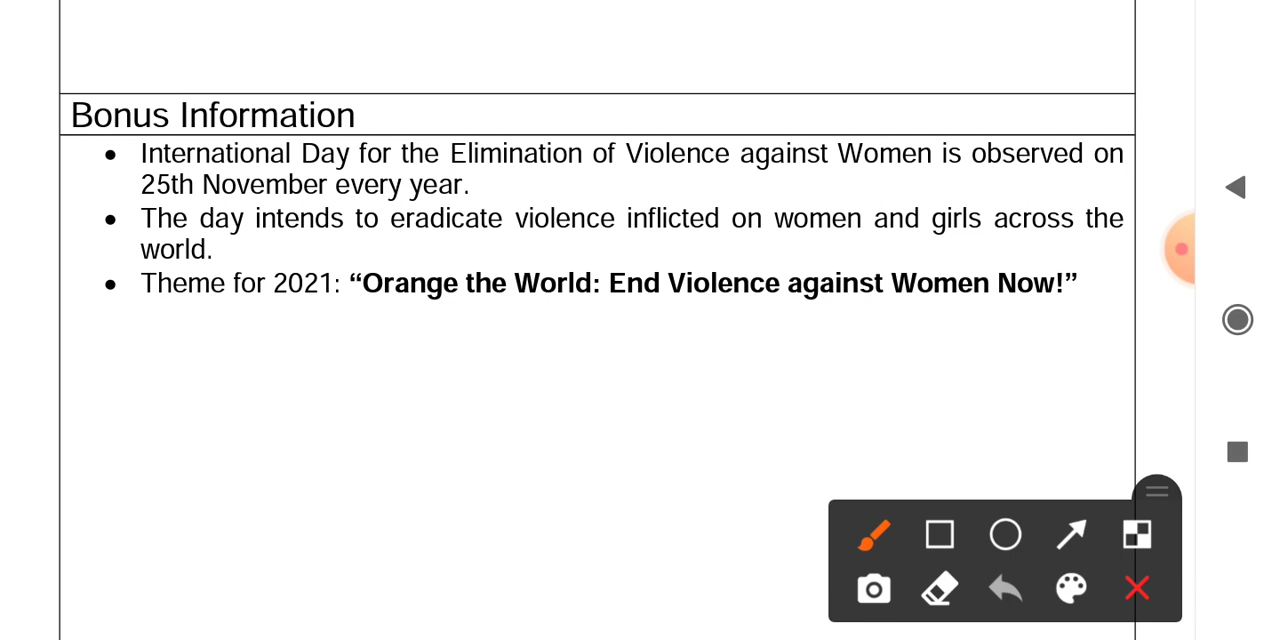 Bonus Information
• International Day for the Elimination of Violence against Women is observed on
25th November every year.
• The day intends to eradicate violence inflicted on women and girls across the
world.
• Theme for 2021: “Orange the World: End Violence against Women Now!”